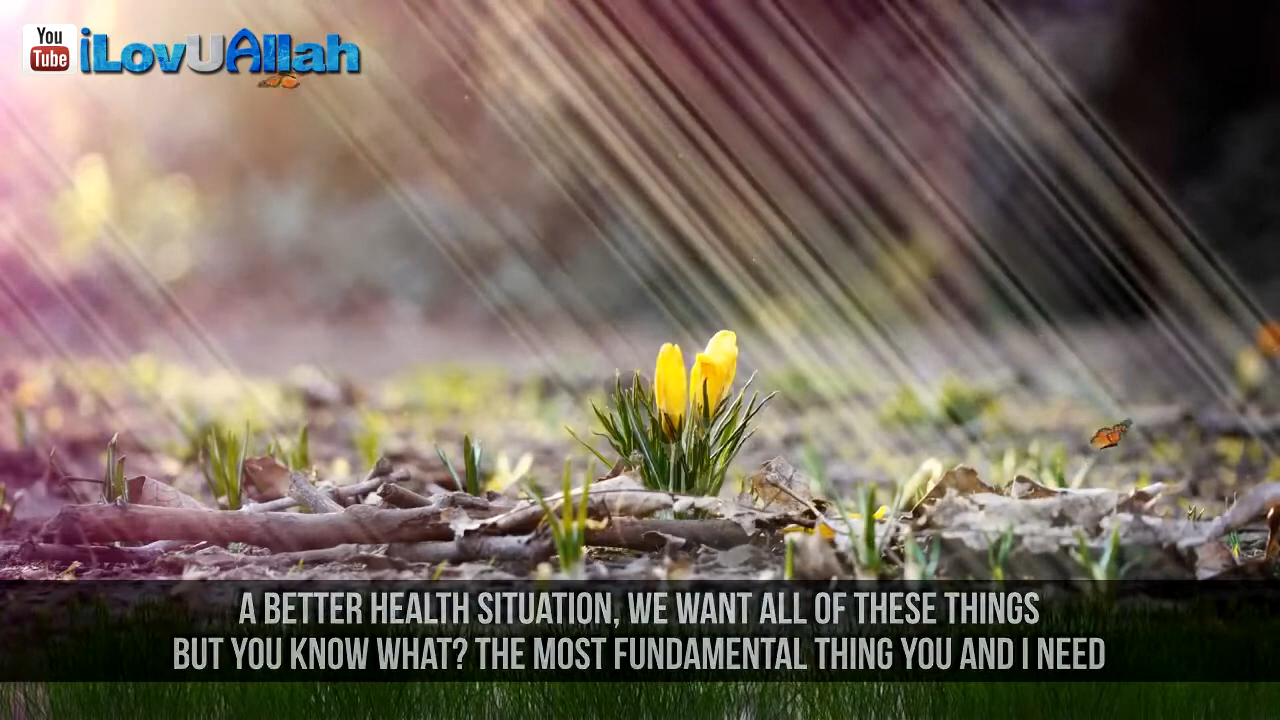 You
Tube
iLovUAllah
A BETTER HEALTH SITUATION, WE WANT ALL OF THESE THINGS
BUT YOU KNOW WHAT? THE MOST FUNDAMENTAL THING YOU AND I NEED